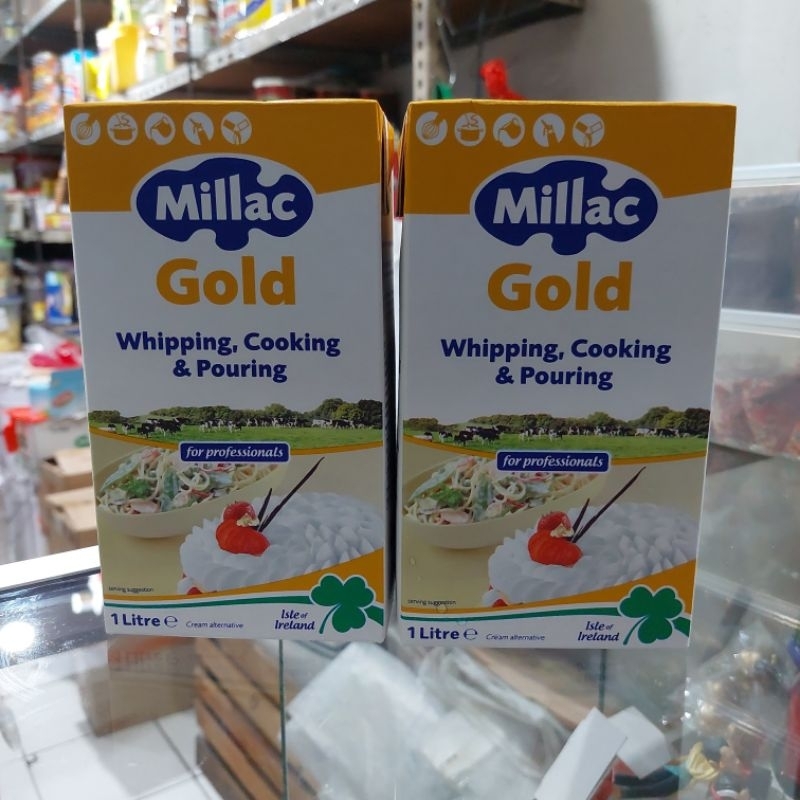 Millac
Gold
Whipping, Cooking
& Pouring
for professionals
serving suggestion
1 Litre ℮
Cream alternative
Isle of
Ireland
Millac
Gold
Whipping, Cooking
& Pouring
for professionals
serving suggestion
1 Litre ℮
Cream alternative
Isle of
Ireland